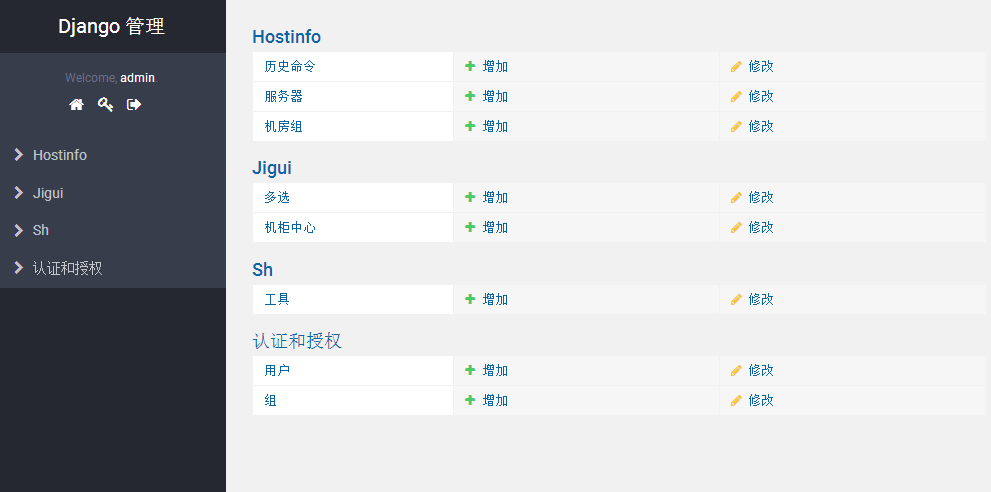 Django 管理
Welcome, admin.
Hostinfo
Jigui
Sh
认证和授权
Hostinfo
历史命令 增加 修改
服务器 增加 修改
机房组 增加 修改
Jigui
多选 增加 修改
机柜中心 增加 修改
Sh
工具 增加 修改
认证和授权
用户 增加 修改
组 增加 修改